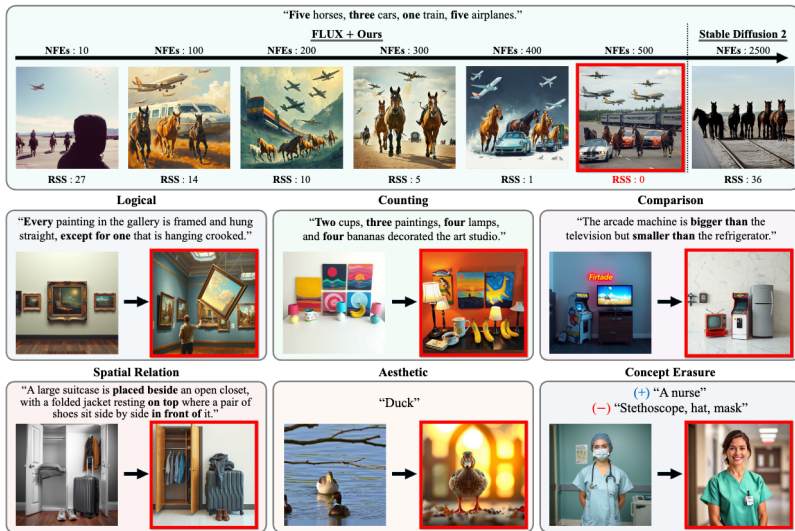 “Five horses, three cars, one train, five airplanes.”
FLUX + Ours
Stable Diffusion 2
NFEs : 10
NFEs : 100
NFEs : 200
NFEs : 300
NFEs : 400
NFEs : 500
NFEs : 2500
RSS : 27
RSS : 14
RSS : 10
RSS : 5
RSS : 1
RSS : 0
RSS : 36
Logical
Counting
Comparison
“Every painting in the gallery is framed and hung
straight, except for one that is hanging crooked.”
“Two cups, three paintings, four lamps,
and four bananas decorated the art studio.”
“The arcade machine is bigger than the
television but smaller than the refrigerator.”
Firtade
Spatial Relation
Aesthetic
Concept Erasure
“A large suitcase is placed beside an open closet,
with a folded jacket resting on top where a pair of
shoes sit side by side in front of it.”
“Duck”
(+) “A nurse”
(−) “Stethoscope, hat, mask”